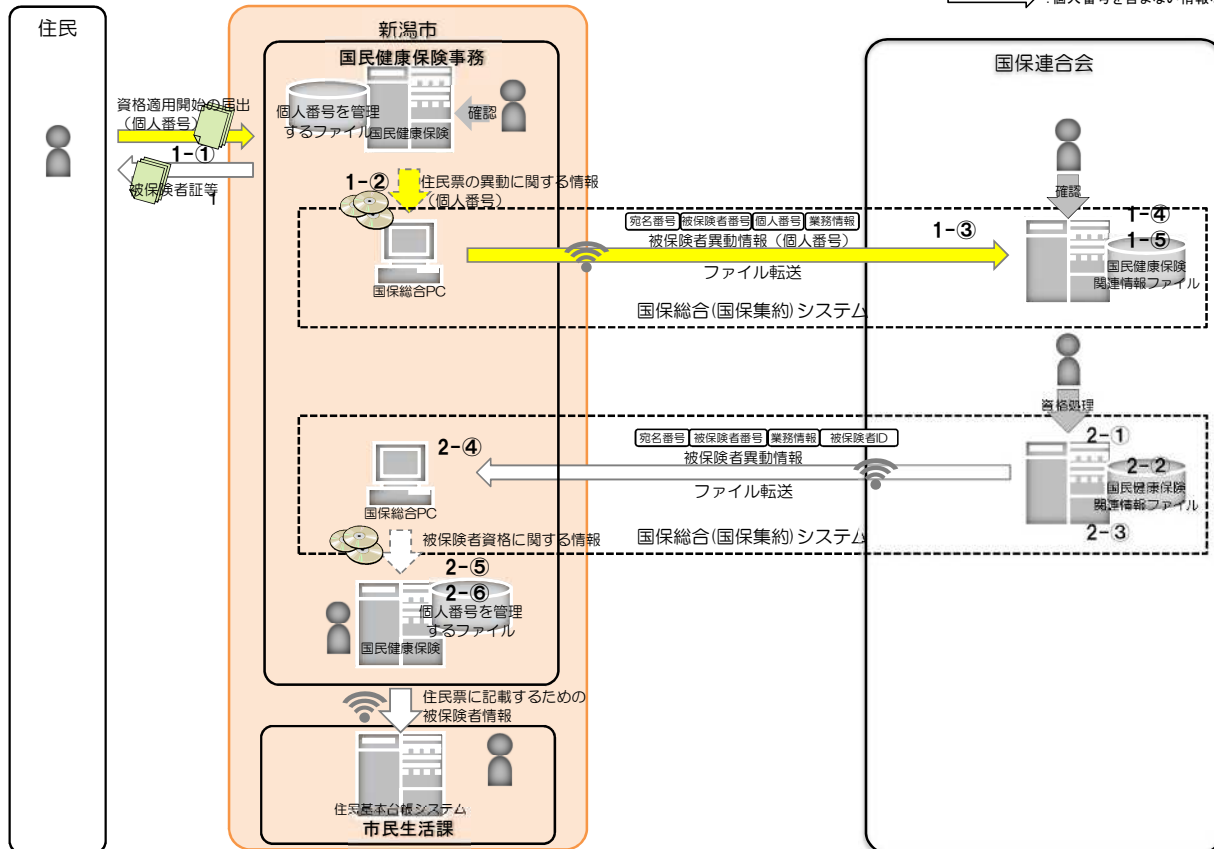 ：個人番号を含まない情報
住民
新潟市
国民健康保険事務
国保連合会
個人番号を管理
するファイル
国民健康保険
確認
資格適用開始の届出
（個人番号）
1-①
被保険者証等
1
1-②
住民票の異動に関する情報
（個人番号）
国保総合PC
宛名番号 被保険者番号 個人番号 業務情報
被保険者異動情報（個人番号）
ファイル転送
1-③
国保総合(国保集約)システム
確認
1-④
1-⑤
国民健康保険
関連情報ファイル
資格処理
2-①
2-②
国民健康保険
関連情報ファイル
2-③
宛名番号 被保険者番号 業務情報 被保険者ID
被保険者異動情報
ファイル転送
国保総合(国保集約)システム
2-④
国保総合PC
被保険者資格に関する情報
2-⑤
2-⑥
個人番号を管理
するファイル
国民健康保険
住民票に記載するための
被保険者情報
住民基本台帳システム
市民生活課